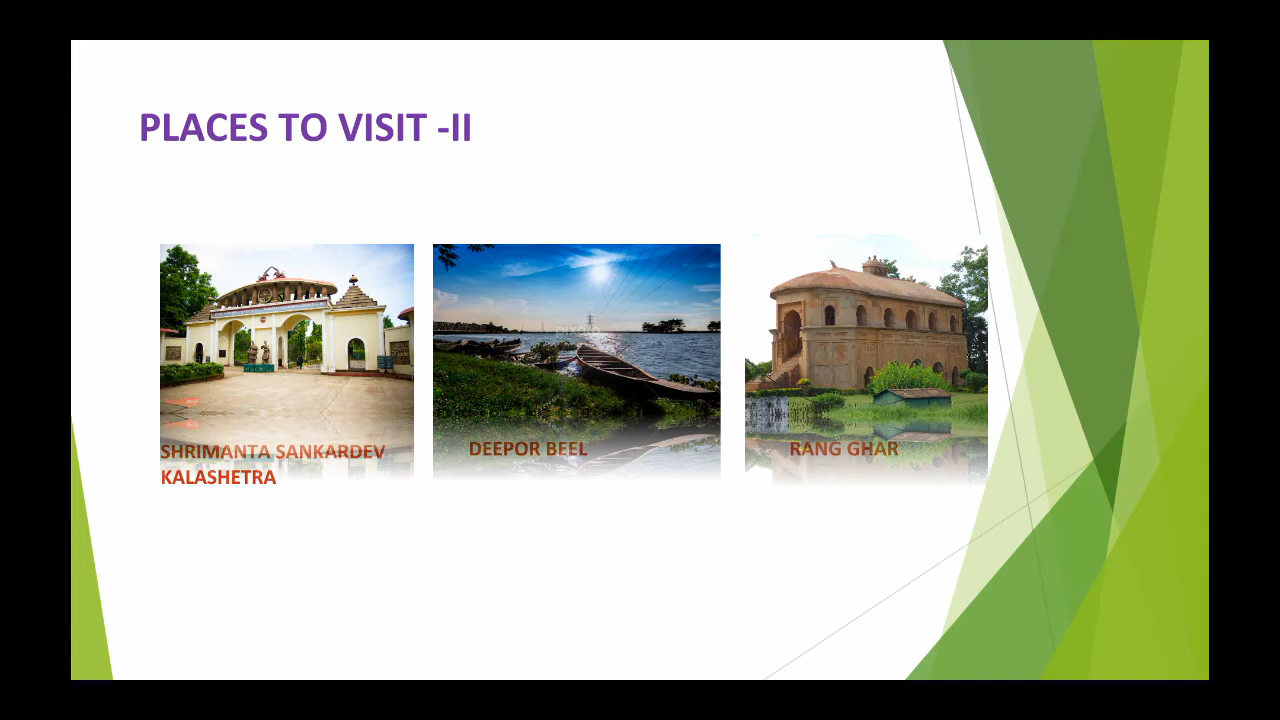 PLACES TO VISIT -II
SHRIMANTA SANKARDEV
KALASHETRA
DEEPOR BEEL
RANG GHAR